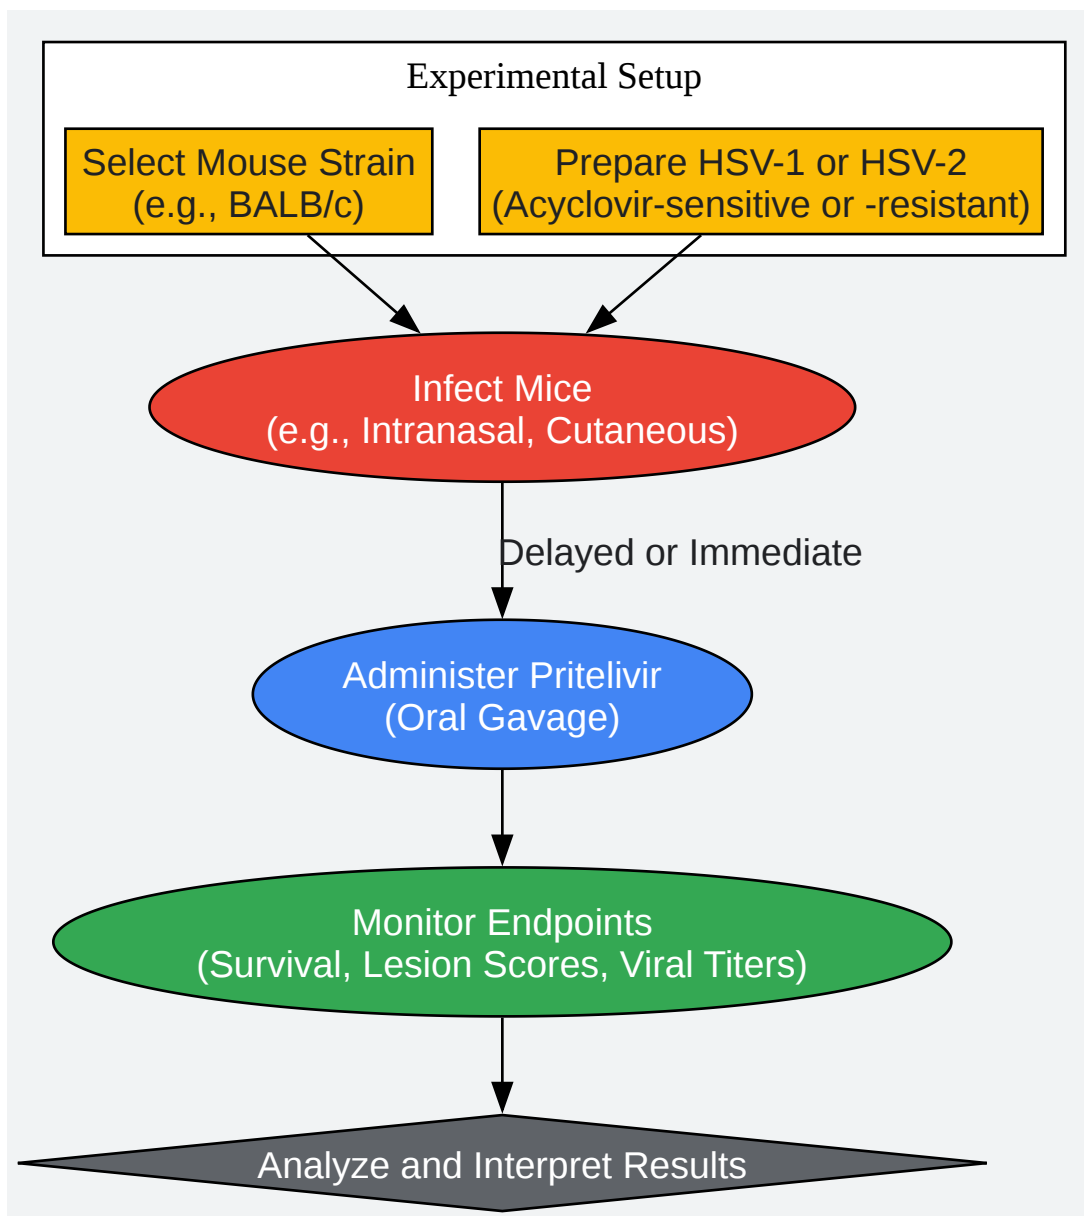 Experimental Setup
Select Mouse Strain
(e.g., BALB/c)
Prepare HSV-1 or HSV-2
(Acyclovir-sensitive or -resistant)
Infect Mice
(e.g., Intranasal, Cutaneous)
Delayed or Immediate
Administer Pritelivir
(Oral Gavage)
Monitor Endpoints
(Survival, Lesion Scores, Viral Titers)
Analyze and Interpret Results